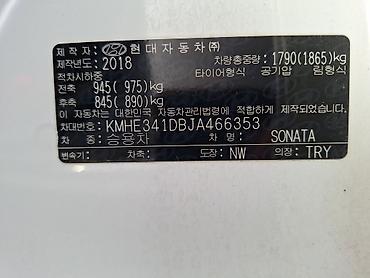 제 작 자 : HYUNDAI 현대자동차(주)
제작년도: 2018 차량총중량: 1790(1865)kg
적차시하중 타이어형식 공기압 림형식
전축 945( 975)kg
후축 845( 890)kg
이 자동차는 대한민국 자동차관리법령에 적합하게 제작되었습니다.
차대번호: KMHE341DBJA466353
차 종 : 승용차 SONATA
변속기: 차축: 도장: NW 의장: TRY